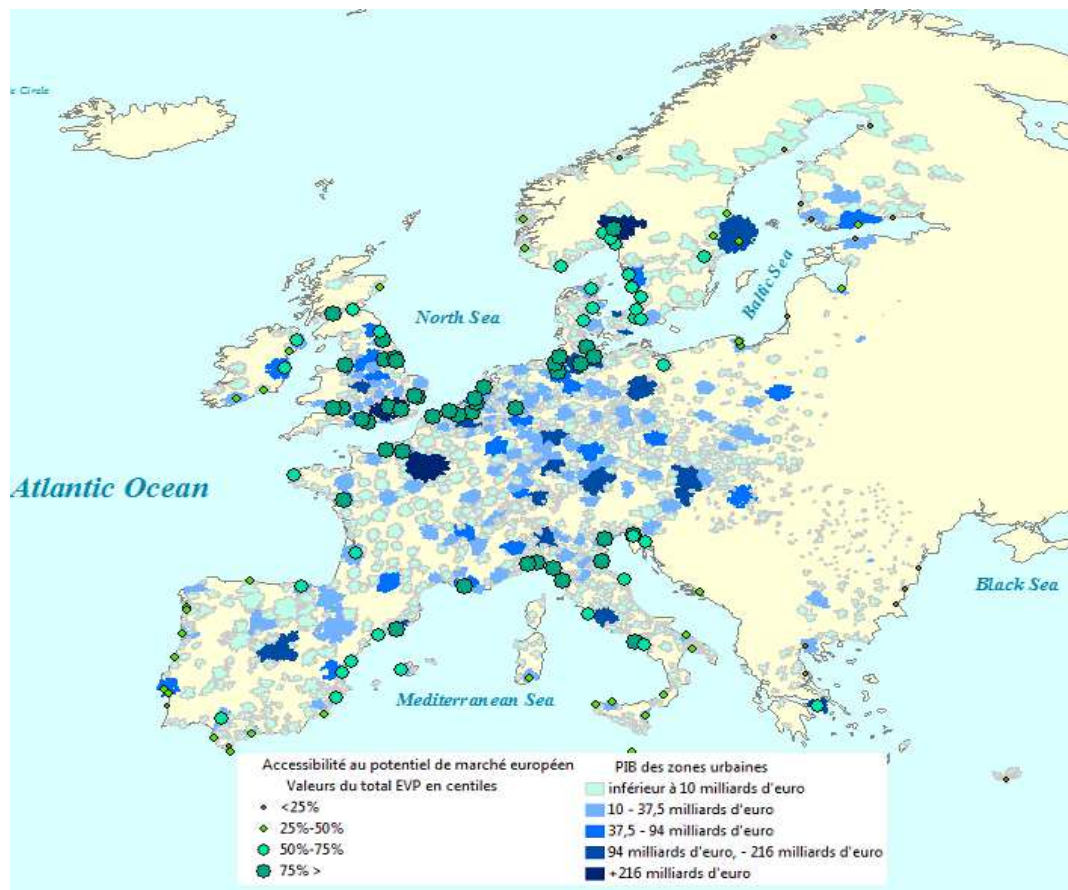 e Circle
North Sea
Baltic Sea
Atlantic Ocean
Black Sea
Mediterranean Sea
Accessibilité au potentiel de marché européen
Valeurs du total EVP en centiles
<25%
25%-50%
50%-75%
75% >
PIB des zones urbaines
inférieur à 10 milliards d'euro
10 - 37,5 milliards d'euro
37,5 - 94 milliards d'euro
94 milliards d'euro, - 216 milliards d'euro
+216 milliards d'euro